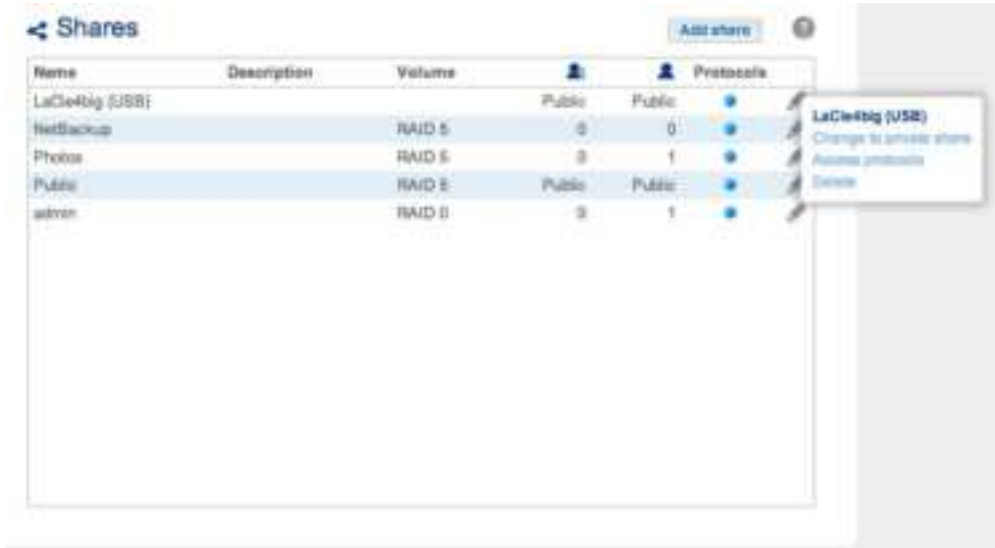 Shares
Add share
Name Description Volume Protocols
LaCie4big (USB) Public Public
NetBackup RAID 5 0 0
Photos RAID 5 0 1
Public RAID 5 Public Public
admin RAID 0 1
LaCie4big (USB)
Change to private share
Access protocols
Delete